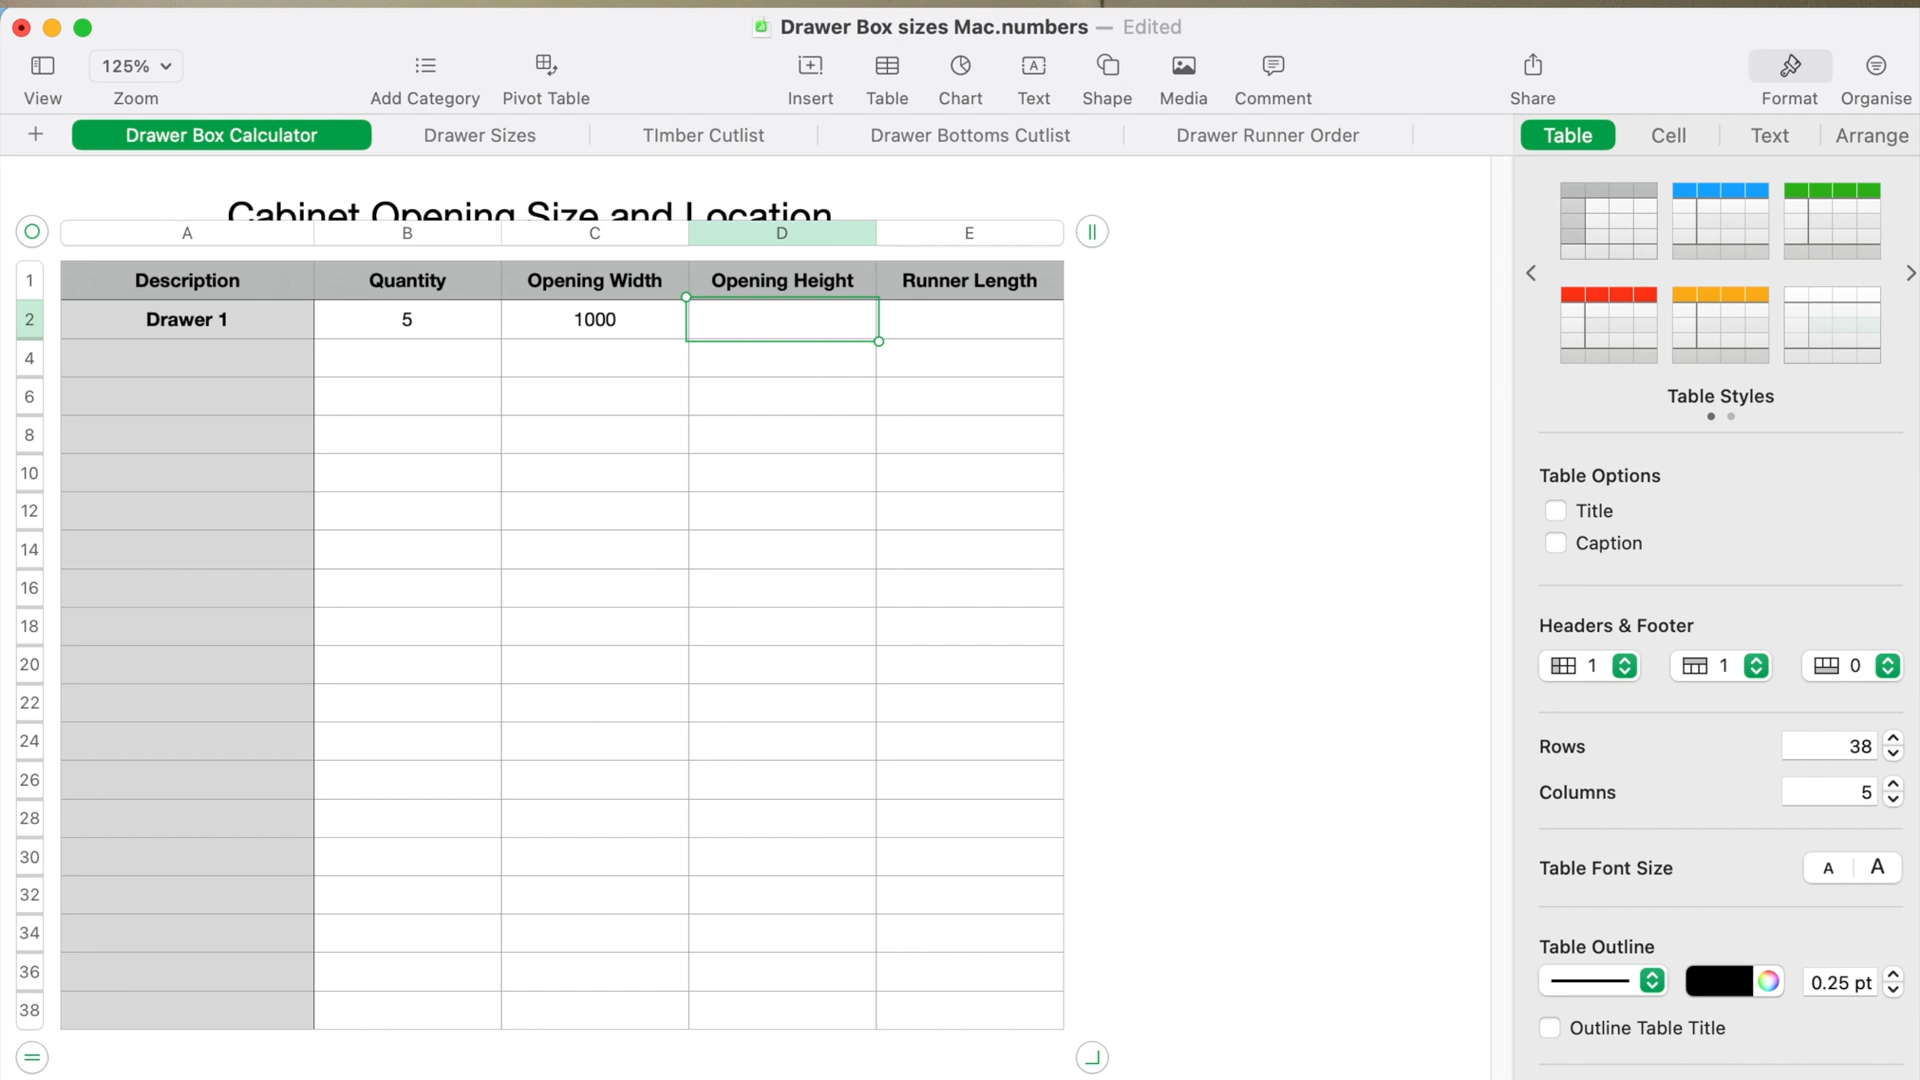 Drawer Box sizes Mac.numbers — Edited
125%
View Zoom Add Category Pivot Table Insert Table Chart Text Shape Media Comment Share Format Organise
+ Drawer Box Calculator Drawer Sizes TImber Cutlist Drawer Bottoms Cutlist Drawer Runner Order Table Cell Text Arrange
Cabinet Opening Size and Location
A B C D E
1 Description Quantity Opening Width Opening Height Runner Length
2 Drawer 1 5 1000
4
6
8
10
12
14
16
18
20
22
24
26
28
30
32
34
36
38
Table Styles
Table Options
Title
Caption
Headers & Footer
1 1 0
Rows 38
Columns 5
Table Font Size A A
Table Outline
0.25 pt
Outline Table Title